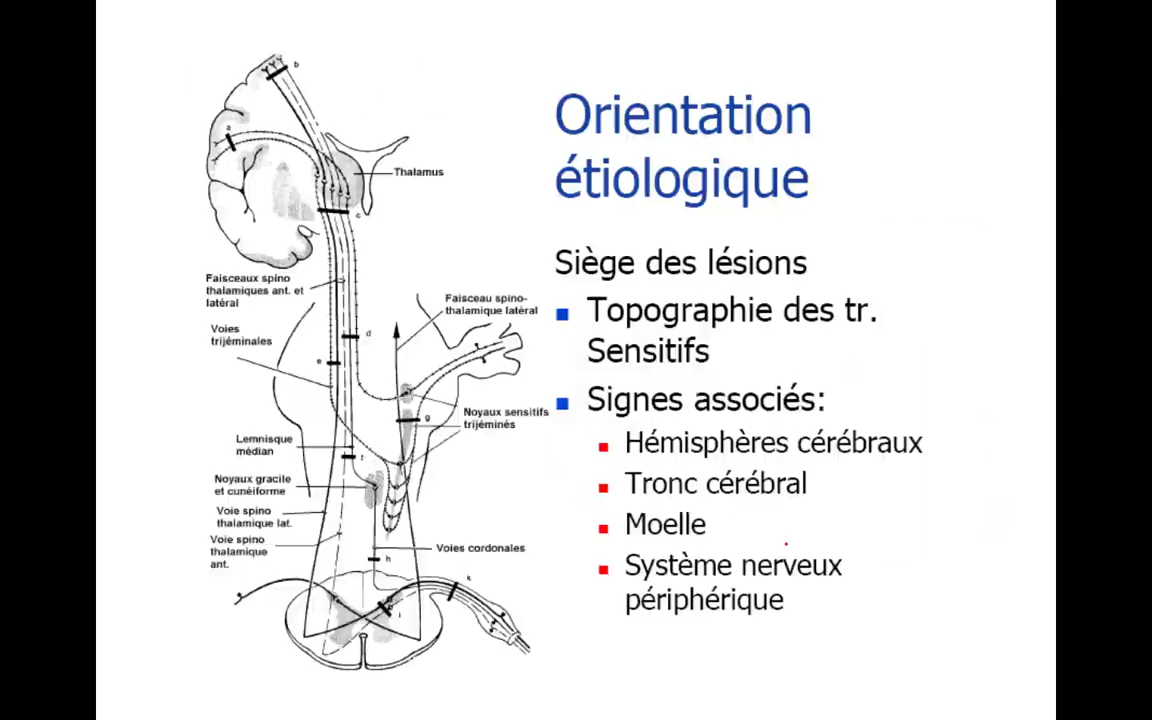 Orientation
étiologique
Siège des lésions
Topographie des tr.
Sensitifs
Signes associés:
Hémisphères cérébraux
Tronc cérébral
Moelle
Système nerveux
périphérique
b
a
Thalamus
c
Faisceaux spino
thalamiques ant. et
latéral
Faisceau spino-
thalamique latéral
Voies
trijéminales
d
e
Noyaux sensitifs
trijéminés
g
Lemnisque
médian
f
Noyaux gracile
et cunéiforme
Voie spino
thalamique lat.
Voie spino
thalamique
ant.
Voies cordonales
h
k
i